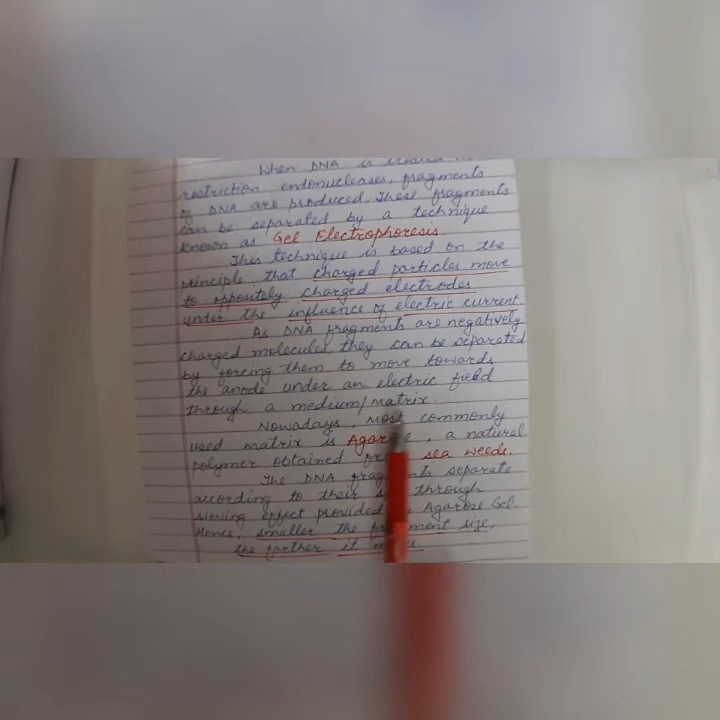 When DNA is
restriction endonucleases, fragments
of DNA are produced. These fragments
can be separated by a technique
known as Gel Electrophoresis.
This technique is based on the
principle that charged particles move
to oppositely charged electrodes
under the influence of electric current.
As DNA fragments are negatively
charged molecules, they can be separated
by forcing them to move towards
the anode under an electric field
through a medium/matrix.
Nowadays, most commonly
used matrix is Agarose, a natural
polymer obtained from sea weeds.
The DNA fragments separate
according to their through
sieving effect provided Agarose Gel.
Hence, smaller the fragment size,
the farther it